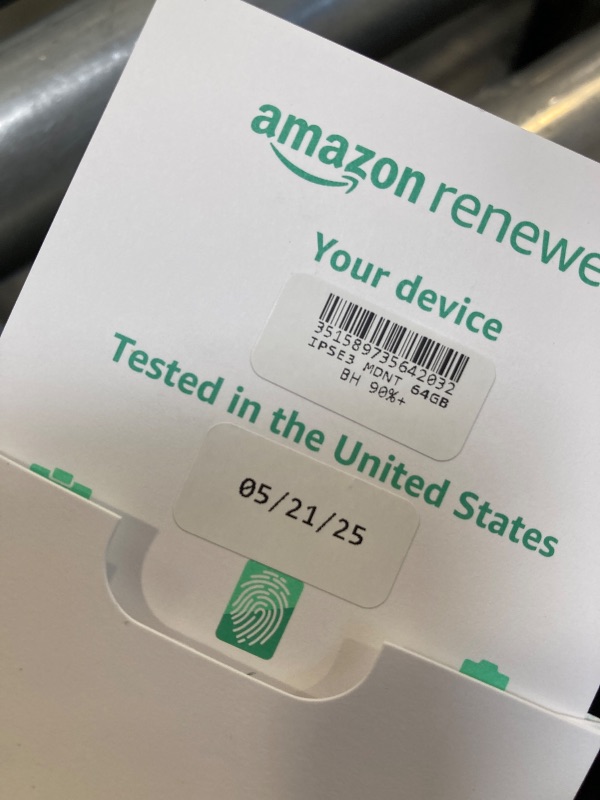 amazon renewe
Your device
351589735642032
IPSE3 MDNT 64GB
BH 90%+
Tested in the United States
05/21/25